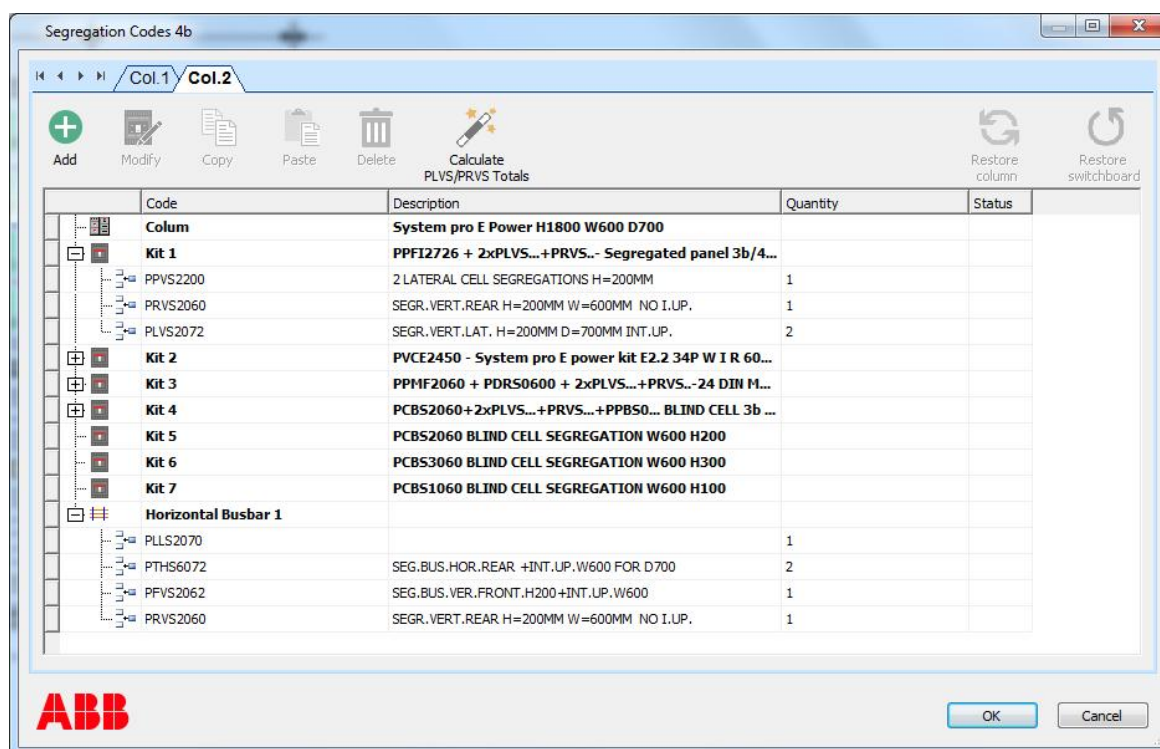 Segregation Codes 4b
Col.1 Col.2
Add Modify Copy Paste Delete Calculate PLVS/PRVS Totals Restore column Restore switchboard
Code Description Quantity Status
Colum System pro E Power H1800 W600 D700
Kit 1 PPFI2726 + 2xPLVS...+PRVS..- Segregated panel 3b/4...
PPVS2200 2 LATERAL CELL SEGREGATIONS H=200MM 1
PRVS2060 SEGR.VERT.REAR H=200MM W=600MM NO I.UP. 1
PLVS2072 SEGR.VERT.LAT. H=200MM D=700MM INT.UP. 2
Kit 2 PVCE2450 - System pro E power kit E2.2 34P W I R 60...
Kit 3 PPMF2060 + PDRS0600 + 2xPLVS...+PRVS..-24 DIN M...
Kit 4 PCBS2060+2xPLVS...+PRVS...+PPBS0... BLIND CELL 3b ...
Kit 5 PCBS2060 BLIND CELL SEGREGATION W600 H200
Kit 6 PCBS3060 BLIND CELL SEGREGATION W600 H300
Kit 7 PCBS1060 BLIND CELL SEGREGATION W600 H100
Horizontal Busbar 1
PLLS2070 1
PTHS6072 SEG.BUS.HOR.REAR +INT.UP.W600 FOR D700 2
PFVS2062 SEG.BUS.VER.FRONT.H200+INT.UP.W600 1
PRVS2060 SEGR.VERT.REAR H=200MM W=600MM NO I.UP. 1
ABB
OK Cancel